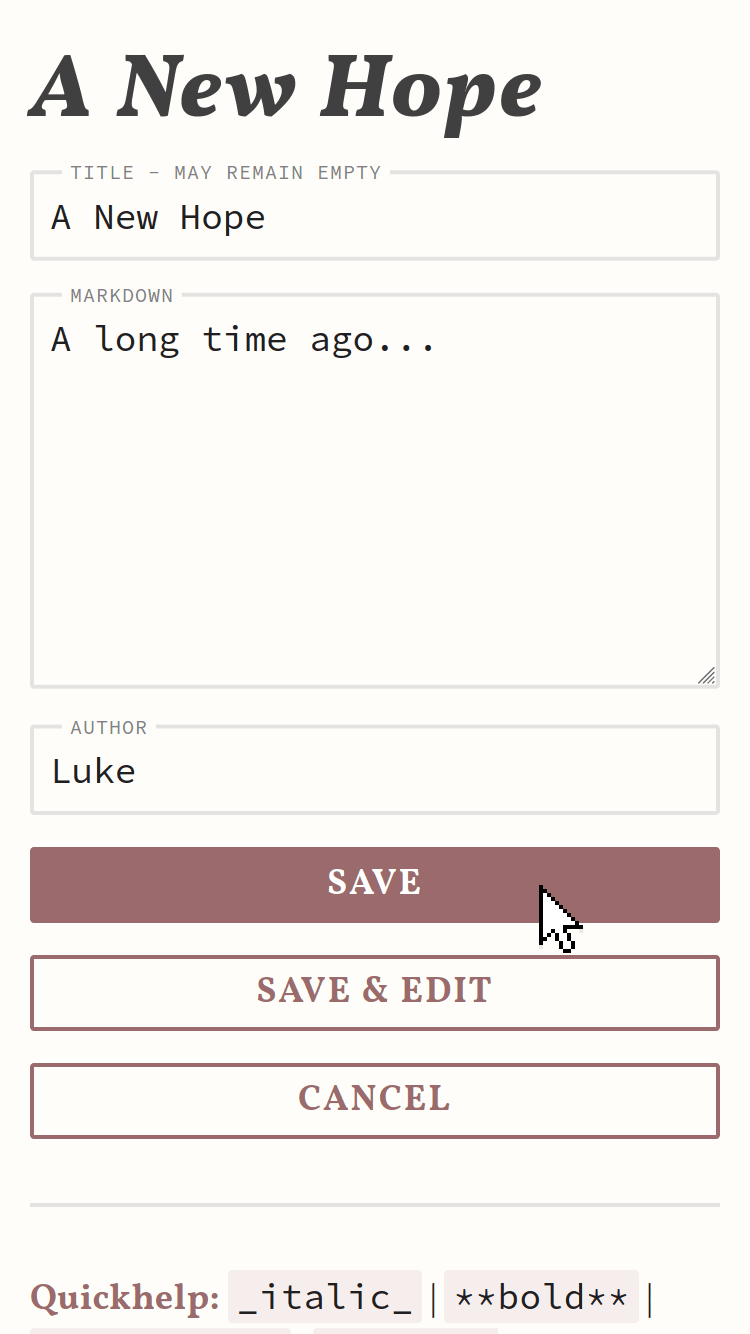 A New Hope
TITLE – MAY REMAIN EMPTY
A New Hope
MARKDOWN
A long time ago...
AUTHOR
Luke
SAVE
SAVE & EDIT
CANCEL
Quickhelp: _italic_ | **bold** |